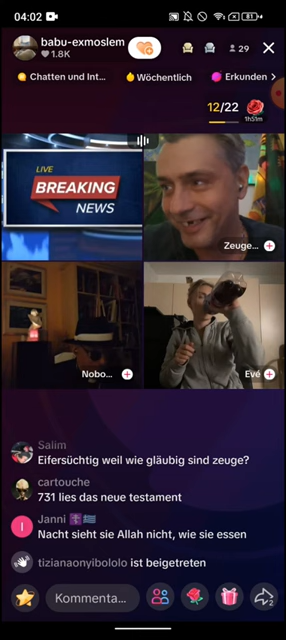 04:02
81
babu-exmoslem
1.8K
29
Chatten und Int...
Wöchentlich
Erkunden
12/22
1h51m
LIVE
BREAKING
NEWS
Zeuge...
Nobo...
Evé
Salim
Eifersüchtig weil wie gläubig sind zeuge?
cartouche
731 lies das neue testament
I
Janni ☦️🇬🇷
Nacht sieht sie Allah nicht, wie sie essen
tizianaonyibololo ist beigetreten
Kommenta...
2